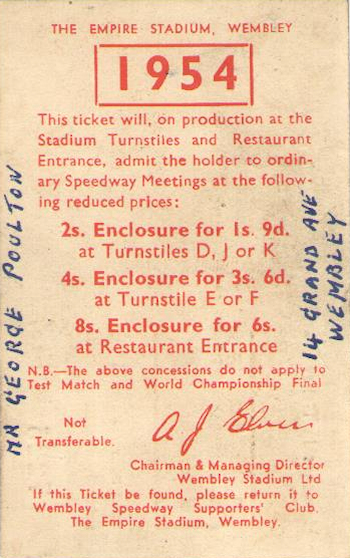 THE EMPIRE STADIUM, WEMBLEY
1954
This ticket will, on production at the
Stadium Turnstiles and Restaurant
Entrance, admit the holder to ordin-
ary Speedway Meetings at the follow-
ing reduced prices:
2s. Enclosure for 1s. 9d.
at Turnstiles D, J or K
4s. Enclosure for 3s. 6d.
at Turnstile E or F
8s. Enclosure for 6s.
at Restaurant Entrance
N.B.—The above concessions do not apply to
Test Match and World Championship Final
Not
Transferable.
A J Elvin
Chairman & Managing Director
Wembley Stadium Ltd
If this Ticket be found, please return it to
Wembley Speedway Supporters' Club.
The Empire Stadium, Wembley.
MR GEORGE POULTON
14 GRAND AVE
WEMBLEY